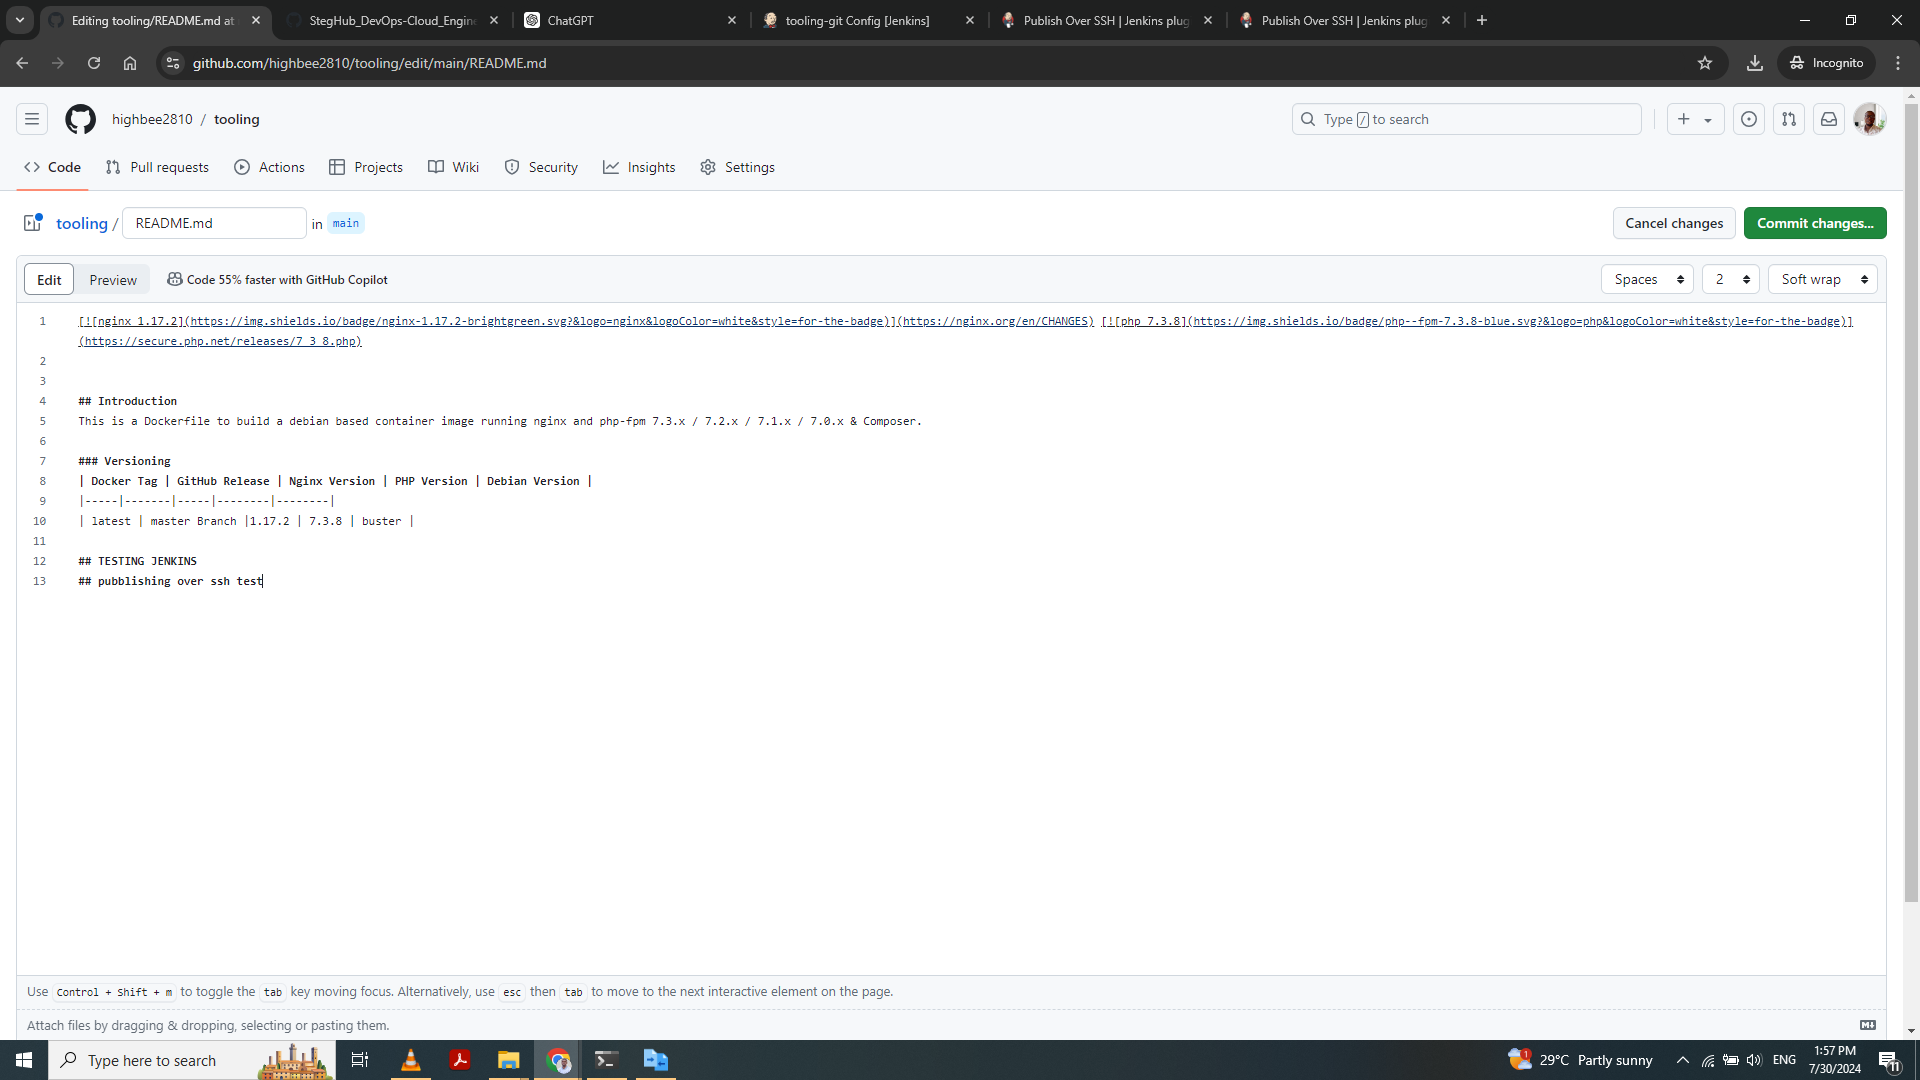 Editing tooling/README.md at
StegHub_DevOps-Cloud_Engine
ChatGPT
tooling-git Config [Jenkins]
Publish Over SSH | Jenkins plug
Publish Over SSH | Jenkins plug
github.com/highbee2810/tooling/edit/main/README.md
Incognito
highbee2810 / tooling
Type / to search
Code
Pull requests
Actions
Projects
Wiki
Security
Insights
Settings
tooling / README.md in main
Cancel changes
Commit changes...
Edit
Preview
Code 55% faster with GitHub Copilot
Spaces
2
Soft wrap
1 [![nginx 1.17.2](https://img.shields.io/badge/nginx-1.17.2-brightgreen.svg?&logo=nginx&logoColor=white&style=for-the-badge)](https://nginx.org/en/CHANGES) [![php 7.3.8](https://img.shields.io/badge/php--fpm-7.3.8-blue.svg?&logo=php&logoColor=white&style=for-the-badge)]
(https://secure.php.net/releases/7_3_8.php)
2
3
4 ## Introduction
5 This is a Dockerfile to build a debian based container image running nginx and php-fpm 7.3.x / 7.2.x / 7.1.x / 7.0.x & Composer.
6
7 ### Versioning
8 | Docker Tag | GitHub Release | Nginx Version | PHP Version | Debian Version |
9 |-----|-------|-----|--------|--------|
10 | latest | master Branch |1.17.2 | 7.3.8 | buster |
11
12 ## TESTING JENKINS
13 ## pubblishing over ssh test
Use Control + Shift + m to toggle the tab key moving focus. Alternatively, use esc then tab to move to the next interactive element on the page.
Attach files by dragging & dropping, selecting or pasting them.
Type here to search
1
29°C Partly sunny
ENG
1:57 PM
7/30/2024
11